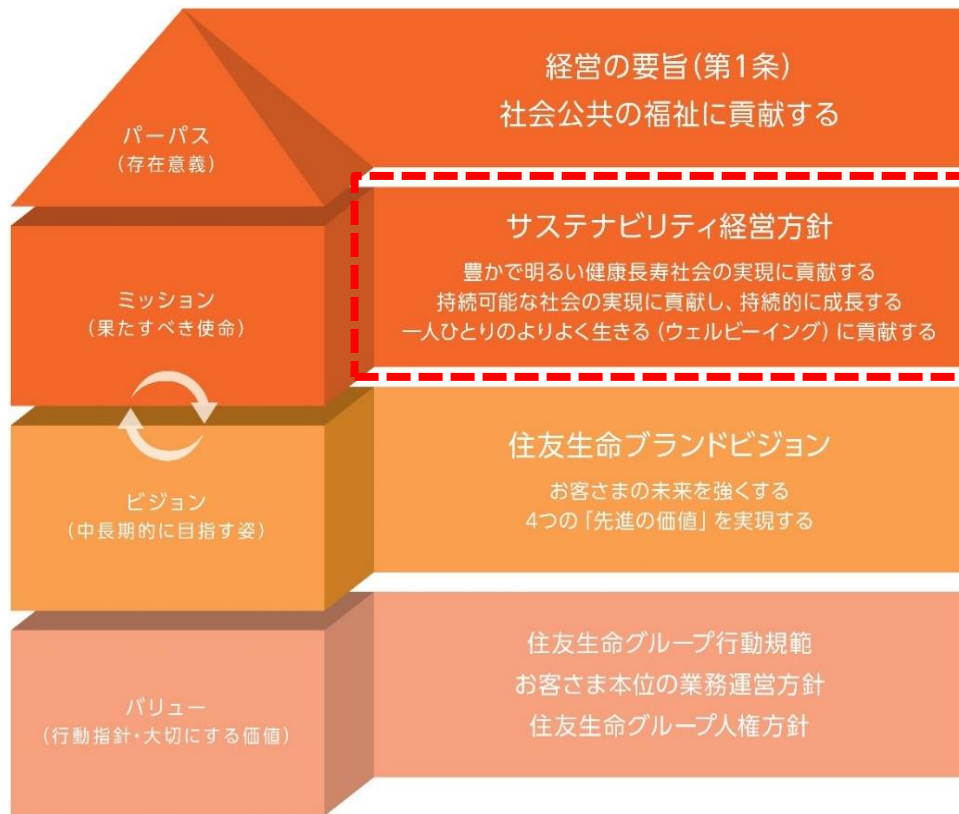 パーパス
(存在意義)
経営の要旨(第1条)
社会公共の福祉に貢献する
ミッション
(果たすべき使命)
サステナビリティ経営方針
豊かで明るい健康長寿社会の実現に貢献する
持続可能な社会の実現に貢献し、持続的に成長する
一人ひとりのよりよく生きる(ウェルビーイング)に貢献する
ビジョン
(中長期的に目指す姿)
住友生命ブランドビジョン
お客さまの未来を強くする
4つの「先進の価値」を実現する
バリュー
(行動指針・大切にする価値)
住友生命グループ行動規範
お客さま本位の業務運営方針
住友生命グループ人権方針